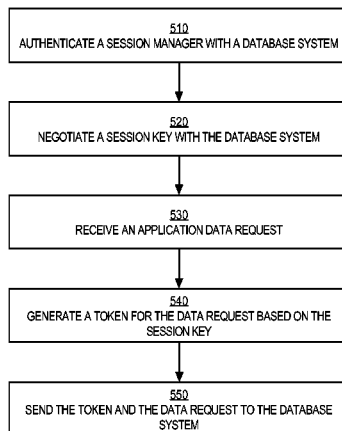 510
AUTHENTICATE A SESSION MANAGER WITH A DATABASE SYSTEM
520
NEGOTIATE A SESSION KEY WITH THE DATABASE SYSTEM
530
RECEIVE AN APPLICATION DATA REQUEST
540
GENERATE A TOKEN FOR THE DATA REQUEST BASED ON THE
SESSION KEY
550
SEND THE TOKEN AND THE DATA REQUEST TO THE DATABASE
SYSTEM